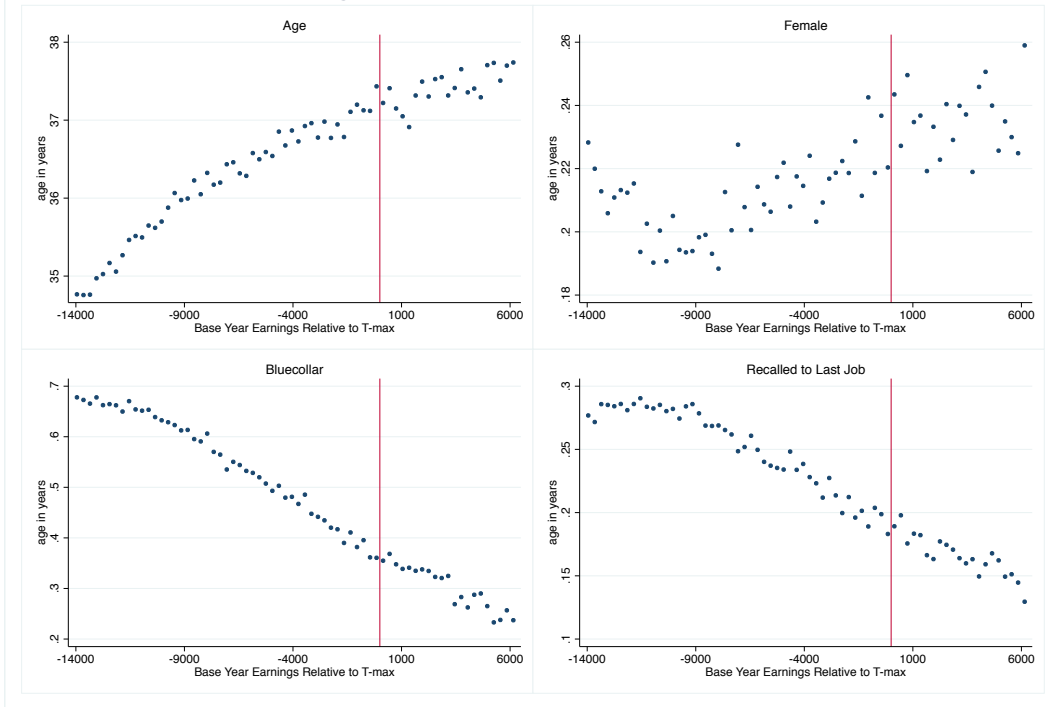 Age
age in years
38
37
36
35
-14000 -9000 -4000 1000 6000
Base Year Earnings Relative to T-max
Female
age in years
.26
.24
.22
.2
.18
-14000 -9000 -4000 1000 6000
Base Year Earnings Relative to T-max
Bluecollar
age in years
.7
.6
.5
.4
.3
.2
-14000 -9000 -4000 1000 6000
Base Year Earnings Relative to T-max
Recalled to Last Job
age in years
.3
.25
.2
.15
.1
-14000 -9000 -4000 1000 6000
Base Year Earnings Relative to T-max